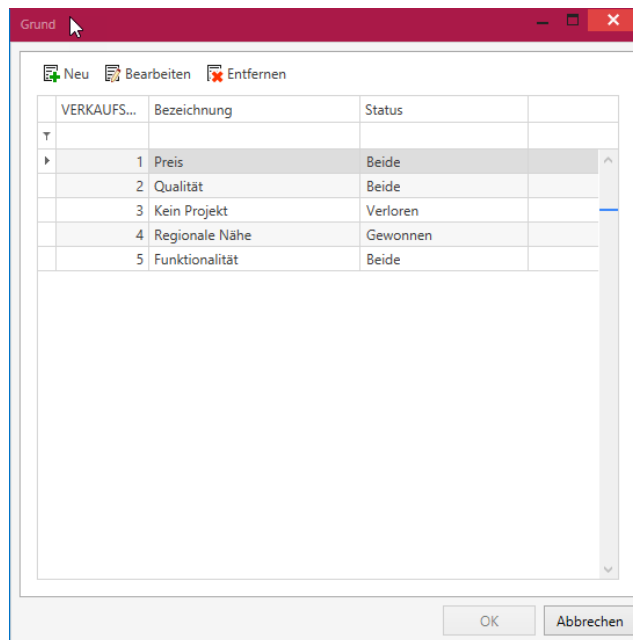 Grund
Neu Bearbeiten Entfernen
VERKAUFS... Bezeichnung Status
1 Preis Beide
2 Qualität Beide
3 Kein Projekt Verloren
4 Regionale Nähe Gewonnen
5 Funktionalität Beide
OK Abbrechen